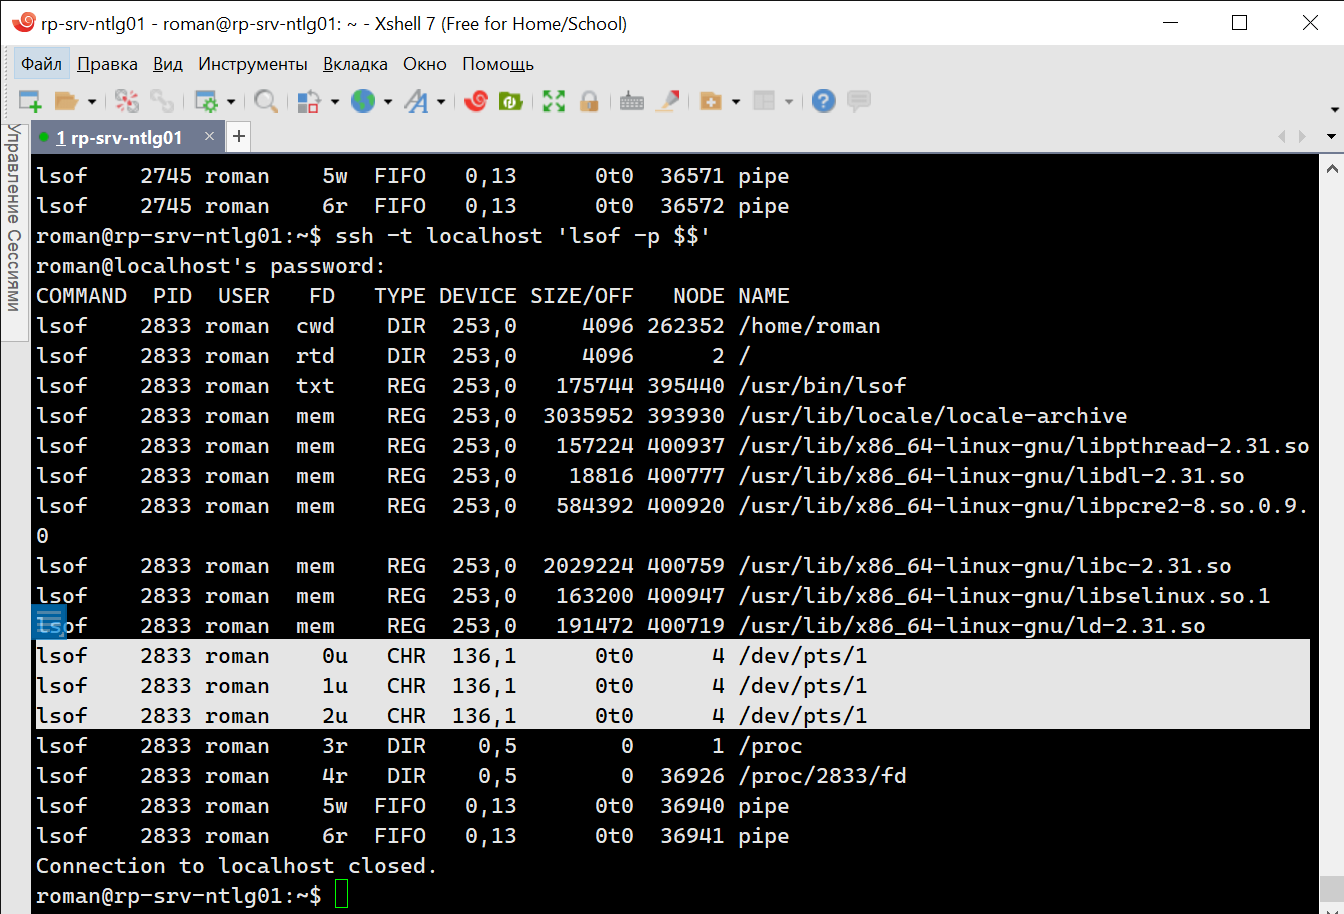 rp-srv-ntlg01 - roman@rp-srv-ntlg01: ~ - Xshell 7 (Free for Home/School)
Файл Правка Вид Инструменты Вкладка Окно Помощь
1 rp-srv-ntlg01 × +
Управление Сессиями
lsof    2745 roman    5w  FIFO   0,13      0t0  36571 pipe
lsof    2745 roman    6r  FIFO   0,13      0t0  36572 pipe
roman@rp-srv-ntlg01:~$ ssh -t localhost 'lsof -p $$'
roman@localhost's password:
COMMAND  PID  USER   FD   TYPE DEVICE SIZE/OFF   NODE NAME
lsof    2833 roman  cwd    DIR  253,0     4096 262352 /home/roman
lsof    2833 roman  rtd    DIR  253,0     4096      2 /
lsof    2833 roman  txt    REG  253,0   175744 395440 /usr/bin/lsof
lsof    2833 roman  mem    REG  253,0  3035952 393930 /usr/lib/locale/locale-archive
lsof    2833 roman  mem    REG  253,0   157224 400937 /usr/lib/x86_64-linux-gnu/libpthread-2.31.so
lsof    2833 roman  mem    REG  253,0    18816 400777 /usr/lib/x86_64-linux-gnu/libdl-2.31.so
lsof    2833 roman  mem    REG  253,0   584392 400920 /usr/lib/x86_64-linux-gnu/libpcre2-8.so.0.9.
0
lsof    2833 roman  mem    REG  253,0  2029224 400759 /usr/lib/x86_64-linux-gnu/libc-2.31.so
lsof    2833 roman  mem    REG  253,0   163200 400947 /usr/lib/x86_64-linux-gnu/libselinux.so.1
lsof    2833 roman  mem    REG  253,0   191472 400719 /usr/lib/x86_64-linux-gnu/ld-2.31.so
lsof    2833 roman    0u   CHR  136,1      0t0      4 /dev/pts/1
lsof    2833 roman    1u   CHR  136,1      0t0      4 /dev/pts/1
lsof    2833 roman    2u   CHR  136,1      0t0      4 /dev/pts/1
lsof    2833 roman    3r   DIR    0,5        0      1 /proc
lsof    2833 roman    4r   DIR    0,5        0  36926 /proc/2833/fd
lsof    2833 roman    5w  FIFO   0,13      0t0  36940 pipe
lsof    2833 roman    6r  FIFO   0,13      0t0  36941 pipe
Connection to localhost closed.
roman@rp-srv-ntlg01:~$